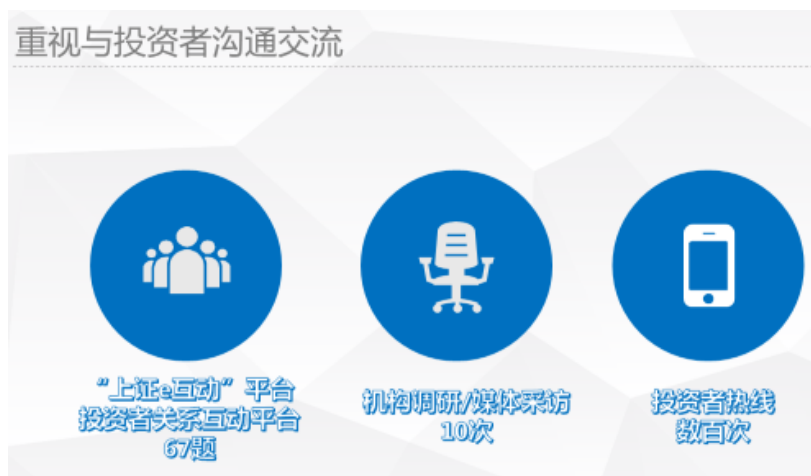 重视与投资者沟通交流
“上证e互动”平台
投资者关系互动平台
67题
机构调研/媒体采访
10次
投资者热线
数百次